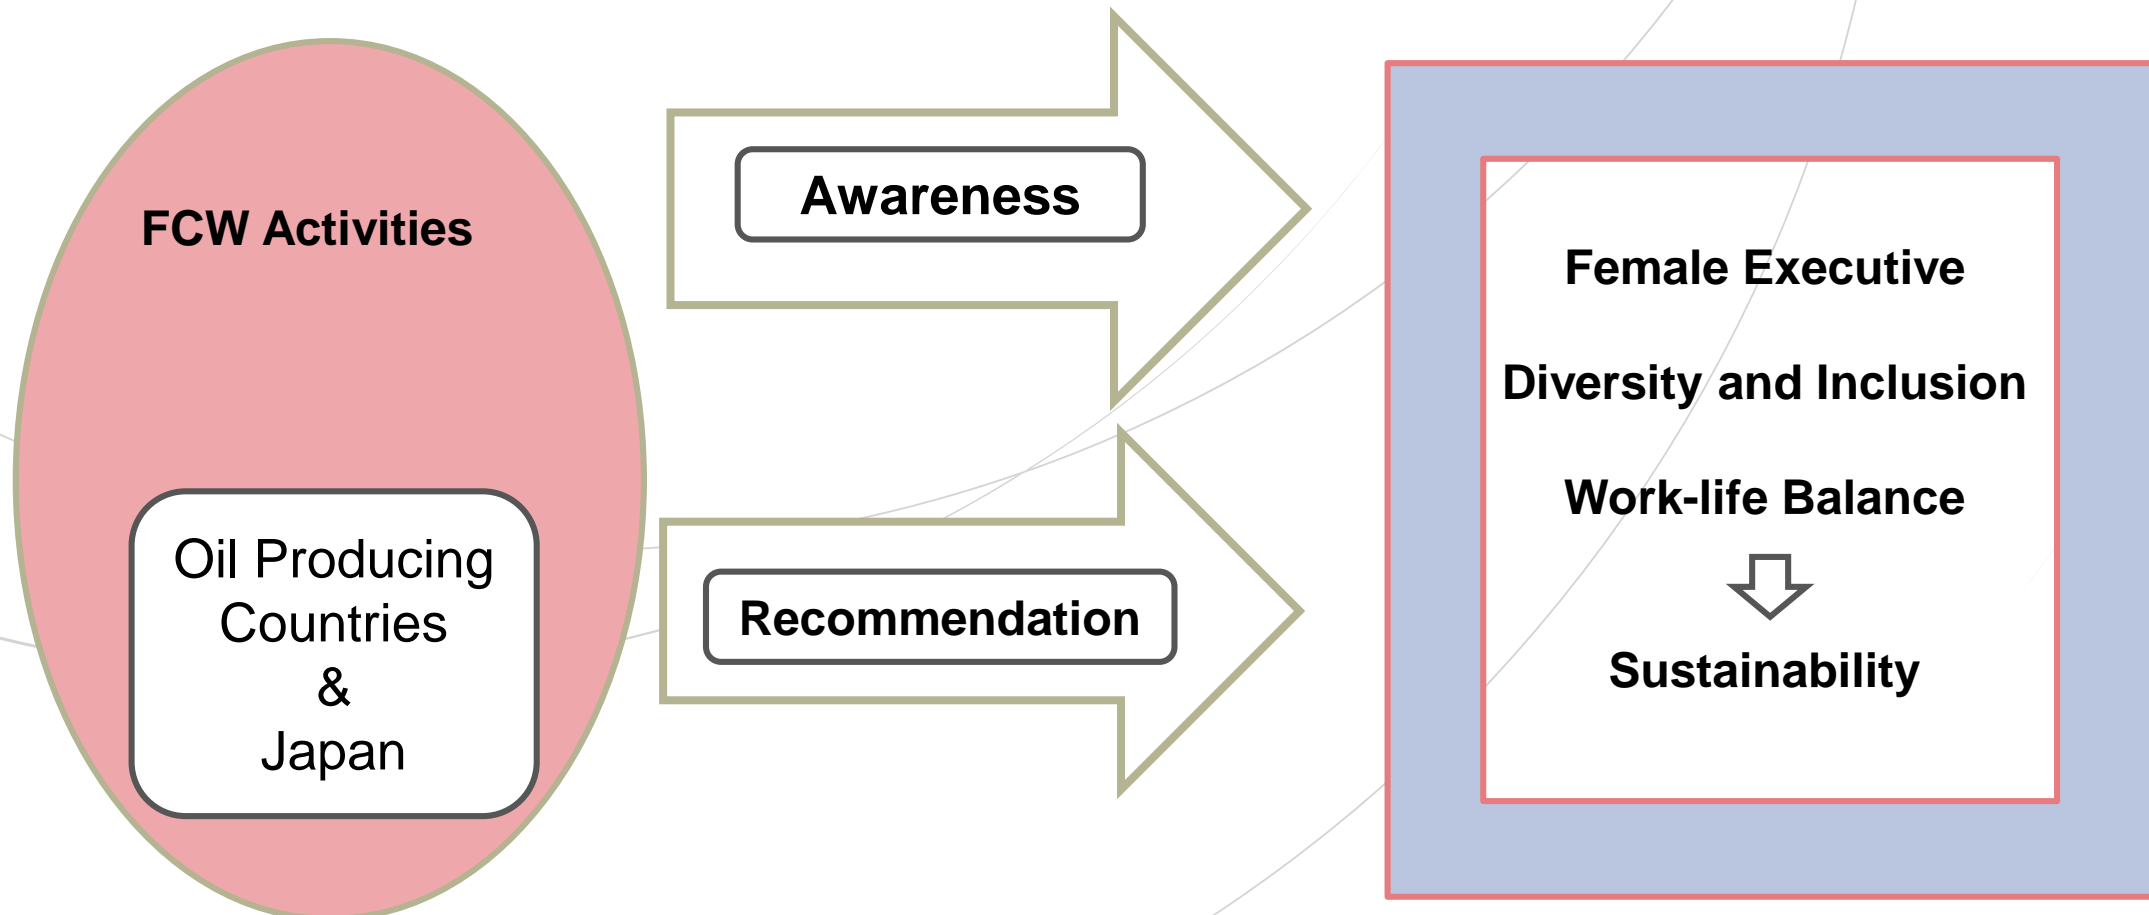 FCW Activities
Oil Producing
Countries
&
Japan
Awareness
Recommendation
Female Executive
Diversity and Inclusion
Work-life Balance
Sustainability